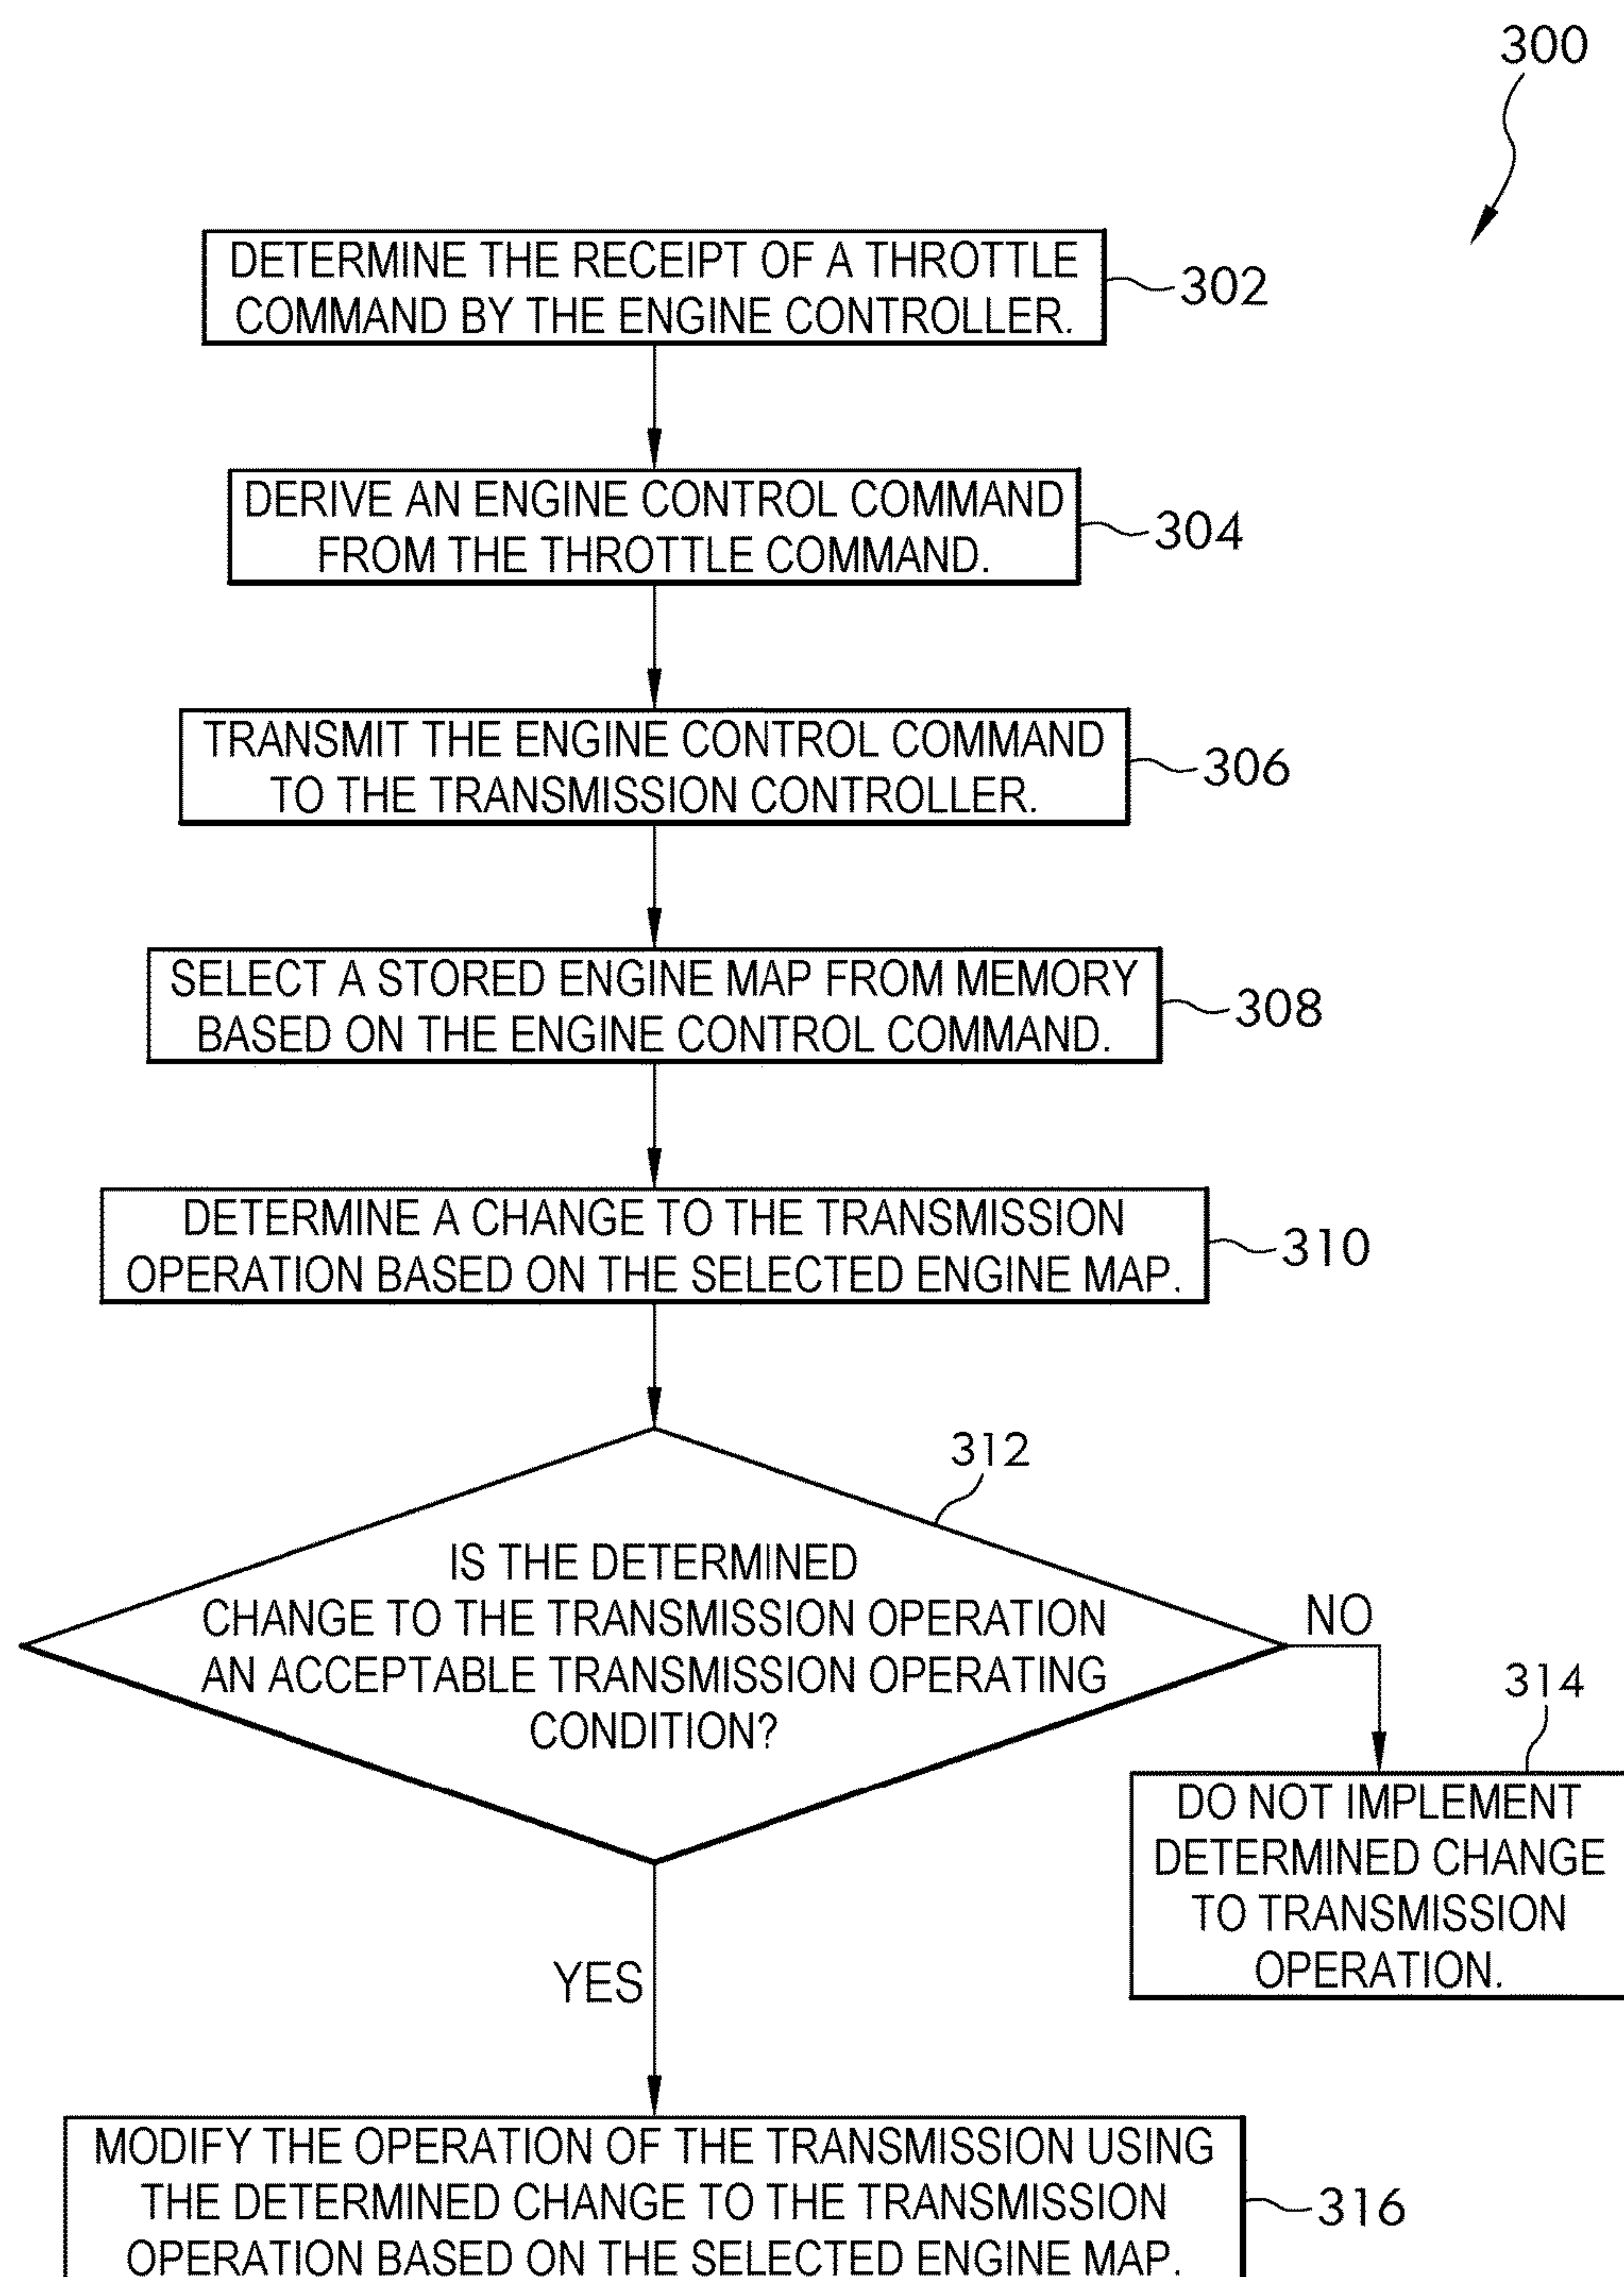 300
DETERMINE THE RECEIPT OF A THROTTLE
COMMAND BY THE ENGINE CONTROLLER.
302
DERIVE AN ENGINE CONTROL COMMAND
FROM THE THROTTLE COMMAND.
304
TRANSMIT THE ENGINE CONTROL COMMAND
TO THE TRANSMISSION CONTROLLER.
306
SELECT A STORED ENGINE MAP FROM MEMORY
BASED ON THE ENGINE CONTROL COMMAND.
308
DETERMINE A CHANGE TO THE TRANSMISSION
OPERATION BASED ON THE SELECTED ENGINE MAP.
310
312
IS THE DETERMINED
CHANGE TO THE TRANSMISSION OPERATION
AN ACCEPTABLE TRANSMISSION OPERATING
CONDITION?
NO
314
DO NOT IMPLEMENT
DETERMINED CHANGE
TO TRANSMISSION
OPERATION.
YES
MODIFY THE OPERATION OF THE TRANSMISSION USING
THE DETERMINED CHANGE TO THE TRANSMISSION
OPERATION BASED ON THE SELECTED ENGINE MAP.
316